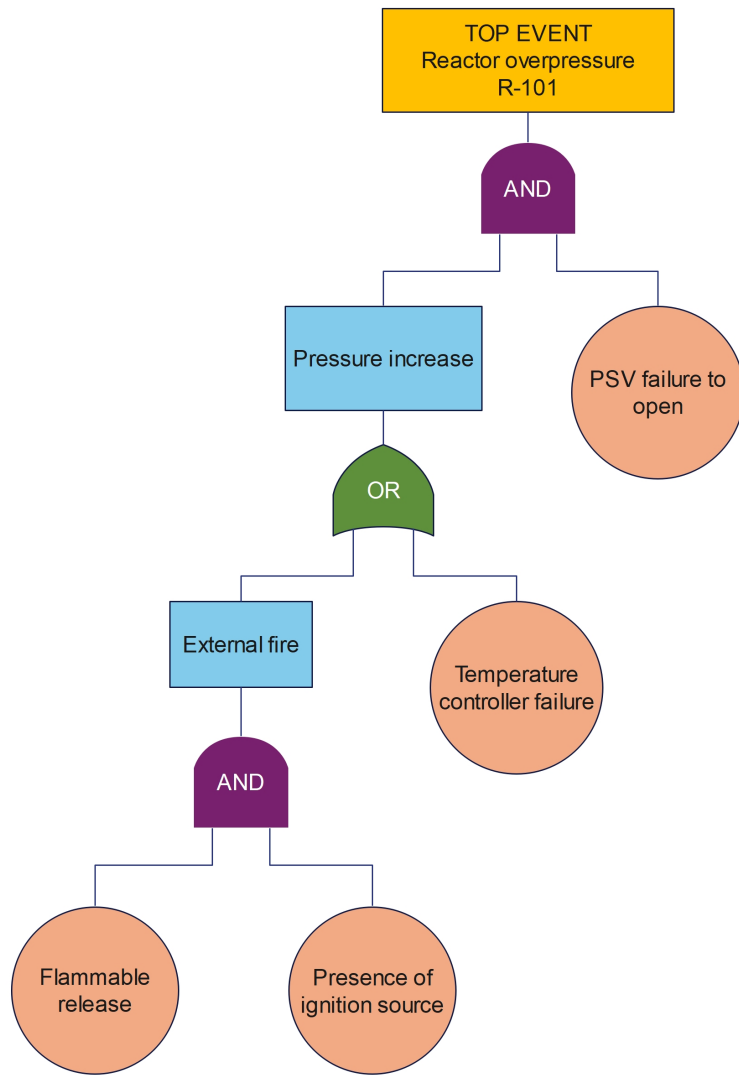 TOP EVENT
Reactor overpressure
R-101
AND
Pressure increase
PSV failure to
open
OR
External fire
Temperature
controller failure
AND
Flammable
release
Presence of
ignition source